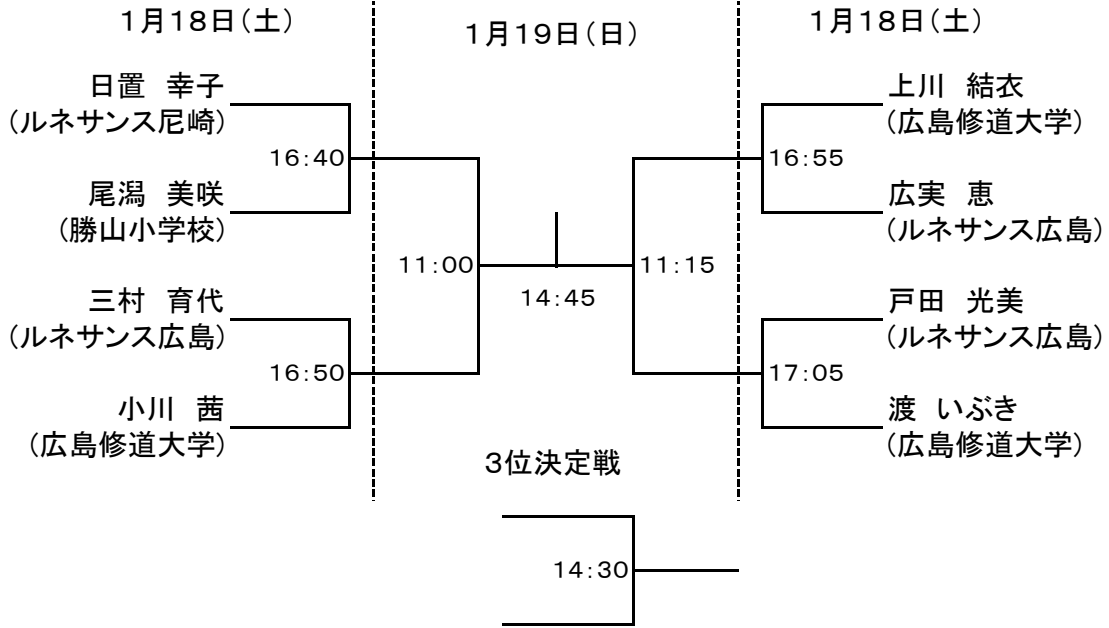 1月18日(土)
1月19日(日)
1月18日(土)
日置　幸子
(ルネサンス尼崎)
16:40
尾潟　美咲
(勝山小学校)
11:00
三村　育代
(ルネサンス広島)
16:50
小川　茜
(広島修道大学)
14:45
上川　結衣
(広島修道大学)
16:55
広実　恵
(ルネサンス広島)
11:15
戸田　光美
(ルネサンス広島)
17:05
渡　いぶき
(広島修道大学)
3位決定戦
14:30